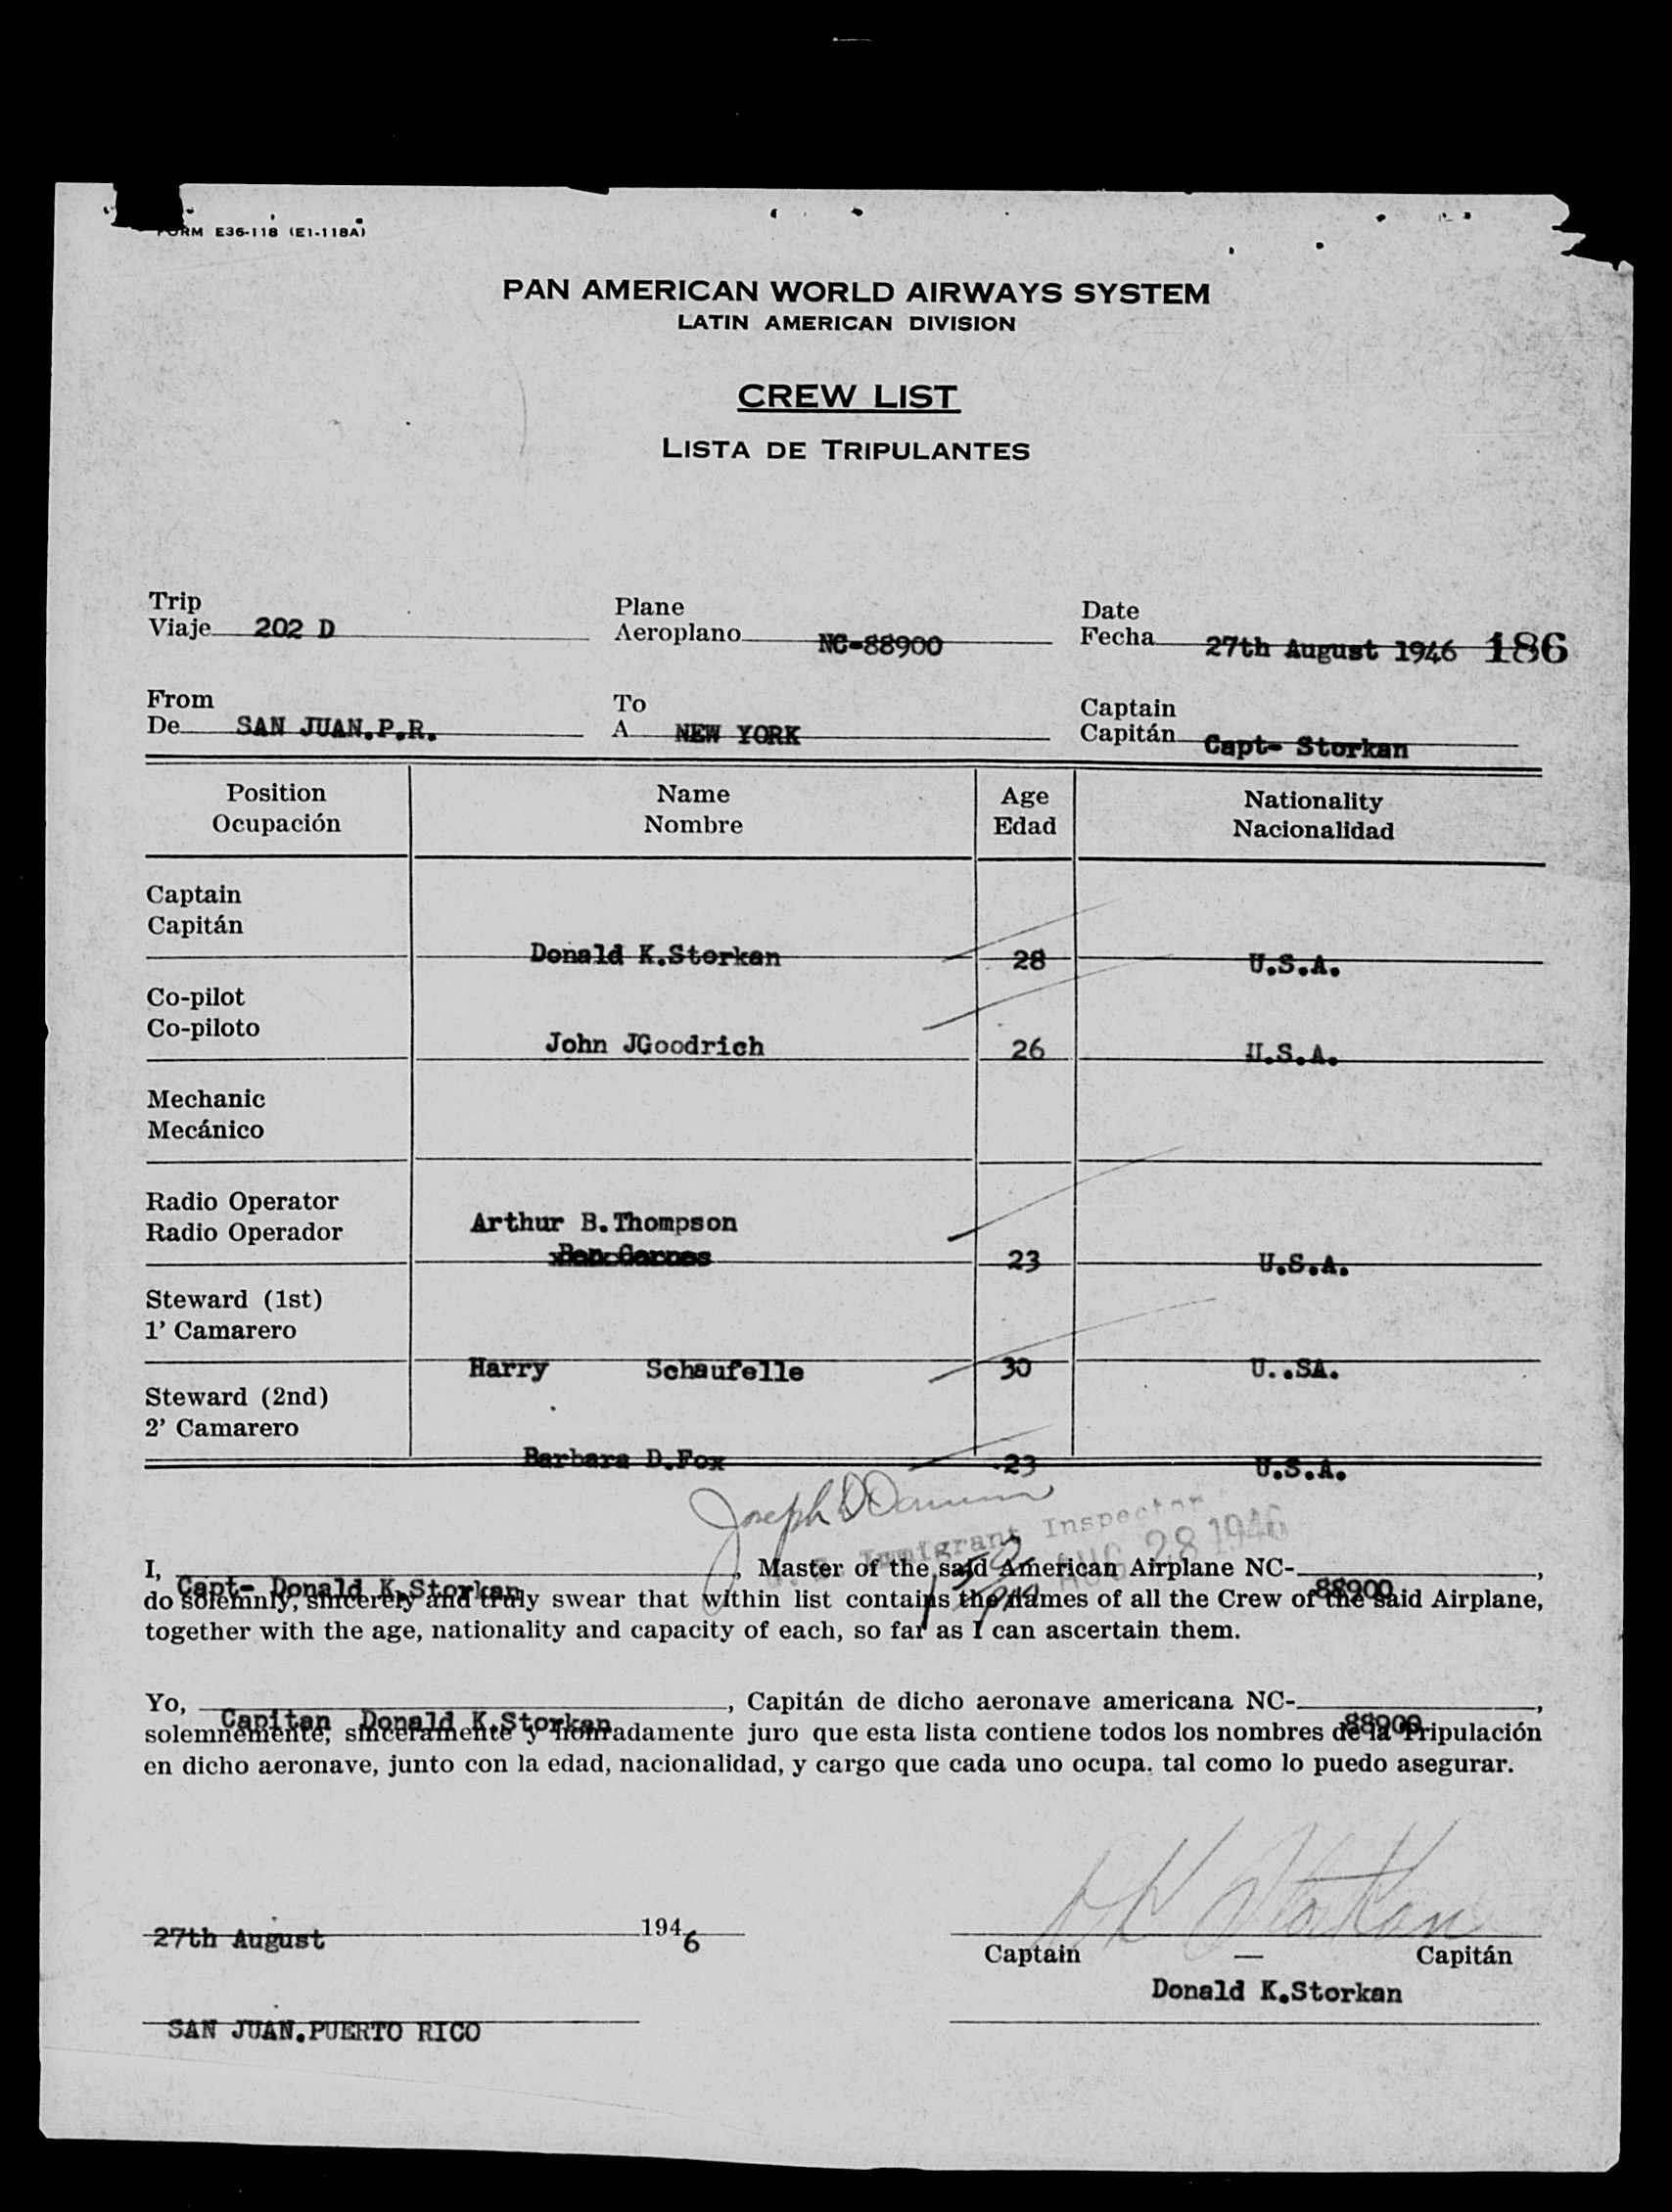 FORM E36-118 (E1-118A)
PAN AMERICAN WORLD AIRWAYS SYSTEM
LATIN AMERICAN DIVISION
CREW LIST
LISTA DE TRIPULANTES
Trip Plane Date
Viaje 202 D Aeroplano NC-88900 Fecha 27th August 1946 186
From To Captain
De SAN JUAN.P.R. A NEW YORK Capitán Capt- Storkan
Position Name Age Nationality
Ocupación Nombre Edad Nacionalidad
Captain
Capitán
Donald K.Storkan 28 U.S.A.
Co-pilot
Co-piloto
John JGoodrich 26 U.S.A.
Mechanic
Mecánico
Radio Operator
Radio Operador Arthur B.Thompson
23 U.S.A.
Steward (1st)
1' Camarero
Harry Schaufelle 30 U..SA.
Steward (2nd)
2' Camarero
Barbara D.Fox 23 U.S.A.
Joseph D
Immigrant Inspector
AUG 28 1946
I, Capt- Donald K.Storkan, Master of the said American Airplane NC-88900,
do solemnly, sincerely and truly swear that within list contains the names of all the Crew of the said Airplane,
together with the age, nationality and capacity of each, so far as I can ascertain them.
Yo, Capitan Donald K.Storkan, Capitán de dicho aeronave americana NC-88900,
solemnemente, sinceramente y honradamente juro que esta lista contiene todos los nombres de la Tripulación
en dicho aeronave, junto con la edad, nacionalidad, y cargo que cada uno ocupa. tal como lo puedo asegurar.
DK Storkan
27th August 1946
Captain — Capitán
Donald K.Storkan
SAN JUAN.PUERTO RICO